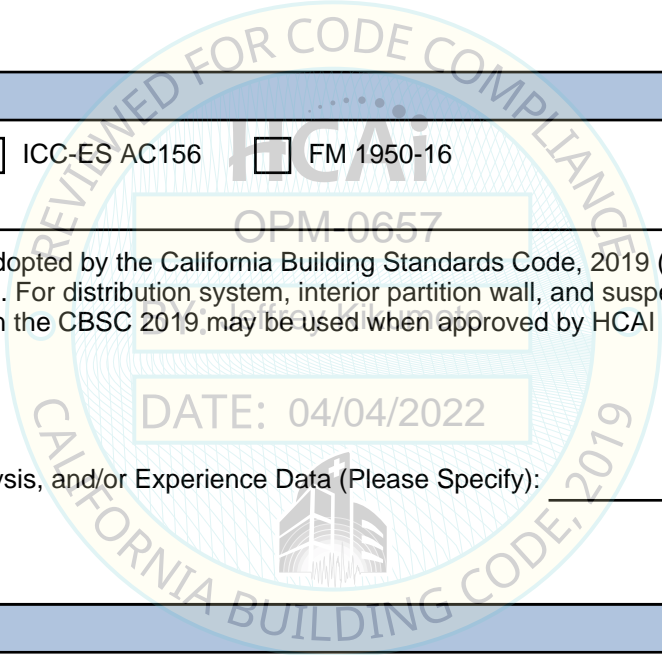 REVIEWED FOR CODE COMPLIANCE
HCAi
ICC-ES AC156 FM 1950-16
OPM-0657
dopted by the California Building Standards Code, 2019 (
. For distribution system, interior partition wall, and suspe
n the CBSC 2019 may be used when approved by HCAI
BY: Jeffrey Kikumoto
DATE: 04/04/2022
ysis, and/or Experience Data (Please Specify):
CALIFORNIA BUILDING CODE, 2019